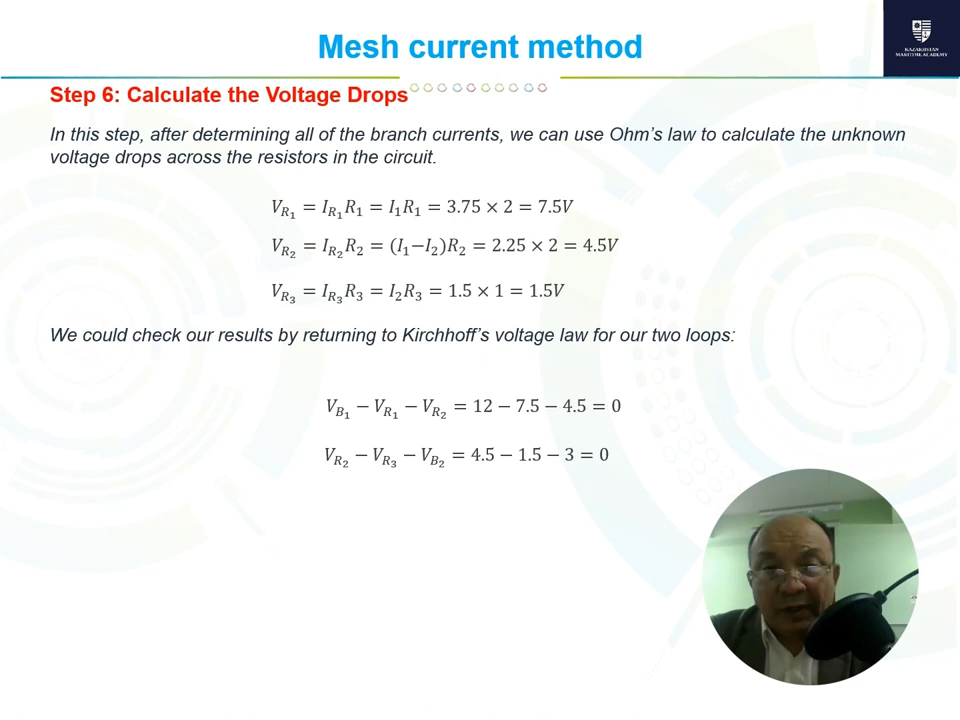 Mesh current method
KAZAKHSTAN
MARITIME ACADEMY
Step 6: Calculate the Voltage Drops
In this step, after determining all of the branch currents, we can use Ohm's law to calculate the unknown
voltage drops across the resistors in the circuit.
V_{R_1} = I_{R_1}R_1 = I_1R_1 = 3.75 × 2 = 7.5V
V_{R_2} = I_{R_2}R_2 = (I_1−I_2)R_2 = 2.25 × 2 = 4.5V
V_{R_3} = I_{R_3}R_3 = I_2R_3 = 1.5 × 1 = 1.5V
We could check our results by returning to Kirchhoff's voltage law for our two loops:
V_{B_1} − V_{R_1} − V_{R_2} = 12 − 7.5 − 4.5 = 0
V_{R_2} − V_{R_3} − V_{B_2} = 4.5 − 1.5 − 3 = 0